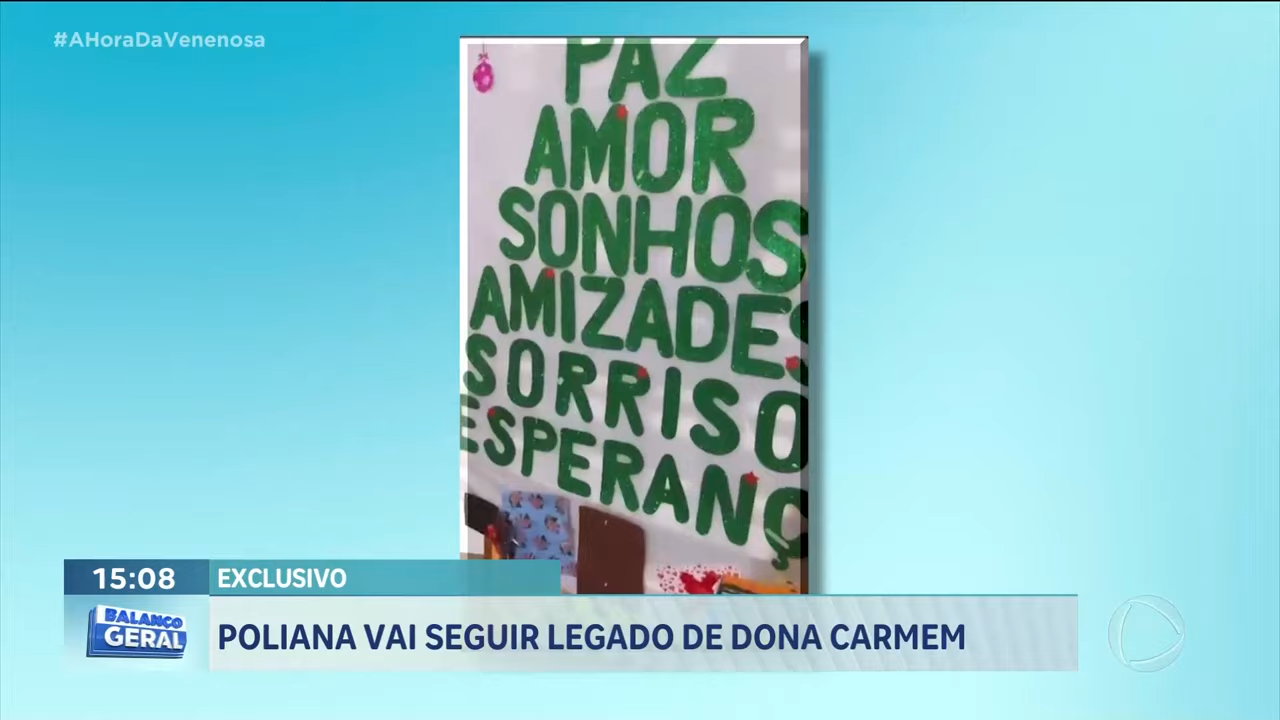 #AHoraDaVenenosa
PAZ
AMOR
SONHOS
AMIZADES
SORRISO
ESPERANÇ
15:08
EXCLUSIVO
BALANÇO
GERAL
POLIANA VAI SEGUIR LEGADO DE DONA CARMEM